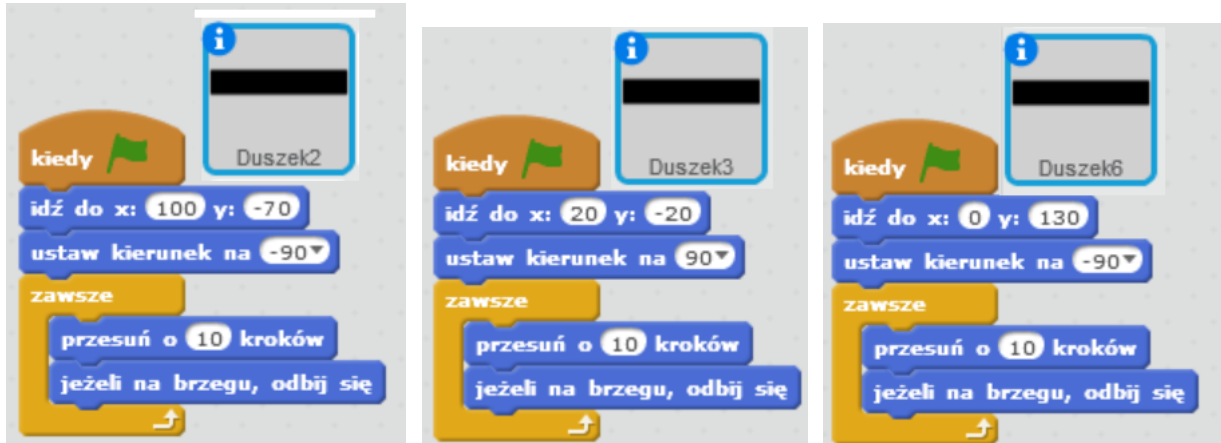 Duszek2
kiedy
idź do x: 100 y: -70
ustaw kierunek na -90
zawsze
przesuń o 10 kroków
jeżeli na brzegu, odbij się
Duszek3
kiedy
idź do x: 20 y: -20
ustaw kierunek na 90
zawsze
przesuń o 10 kroków
jeżeli na brzegu, odbij się
Duszek6
kiedy
idź do x: 0 y: 130
ustaw kierunek na -90
zawsze
przesuń o 10 kroków
jeżeli na brzegu, odbij się